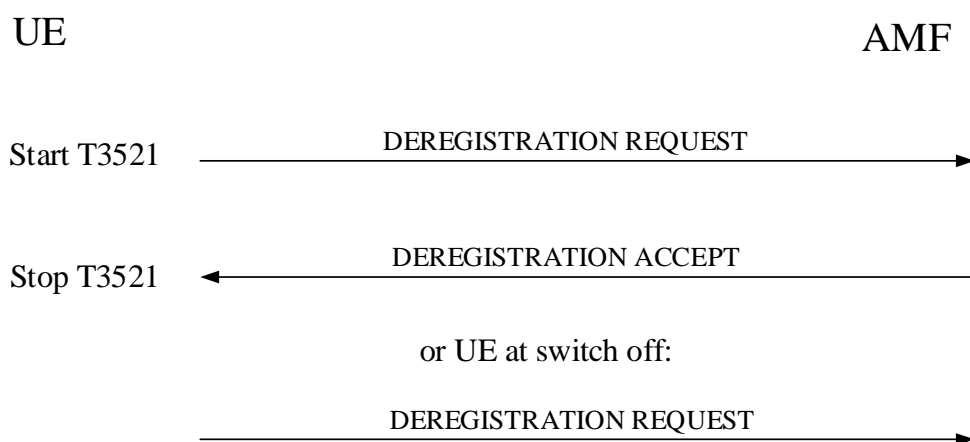 UE
AMF
DEREGISTRATION REQUEST
Start T3521
DEREGISTRATION ACCEPT
Stop T3521
or UE at switch off:
DEREGISTRATION REQUEST